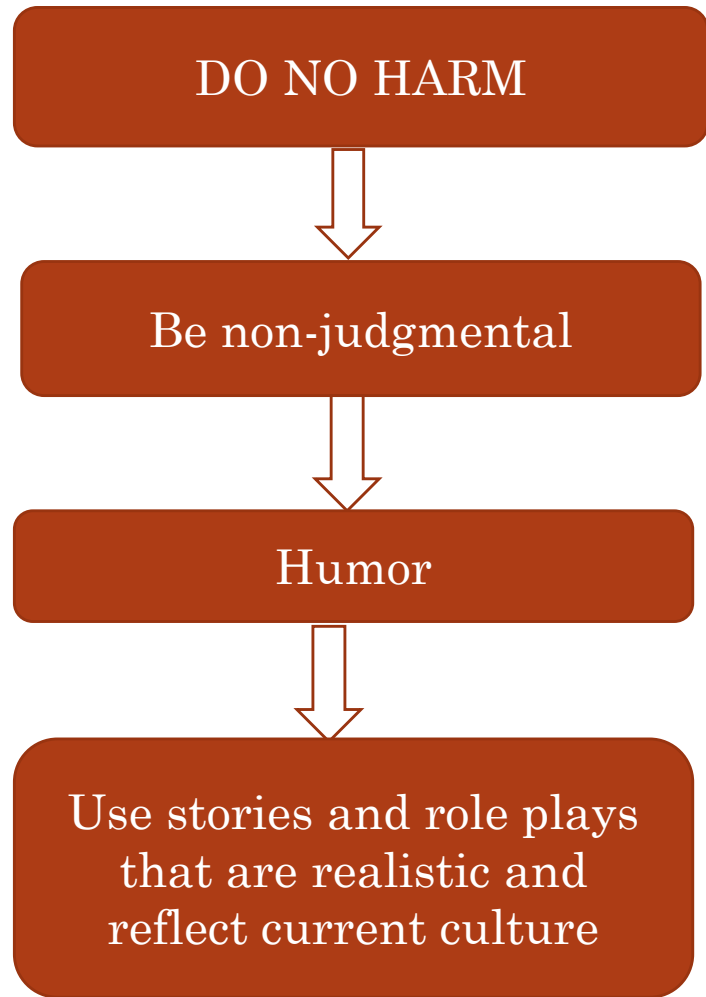 DO NO HARM
Be non-judgmental
Humor
Use stories and role plays
that are realistic and
reflect current culture